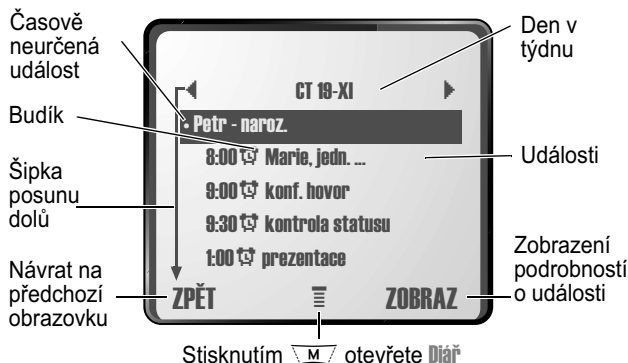 Časově
neurčená
událost
Budík
Šipka
posunu
dolů
Návrat na
předchozí
obrazovku
CT 19-XI
• Petr - naroz.
8:00 Marie, jedn. ...
9:00 konf. hovor
9:30 kontrola statusu
1:00 prezentace
ZPĚT ZOBRAZ
Den v
týdnu
Události
Zobrazení
podrobností
o události
Stisknutím M otevřete Diář